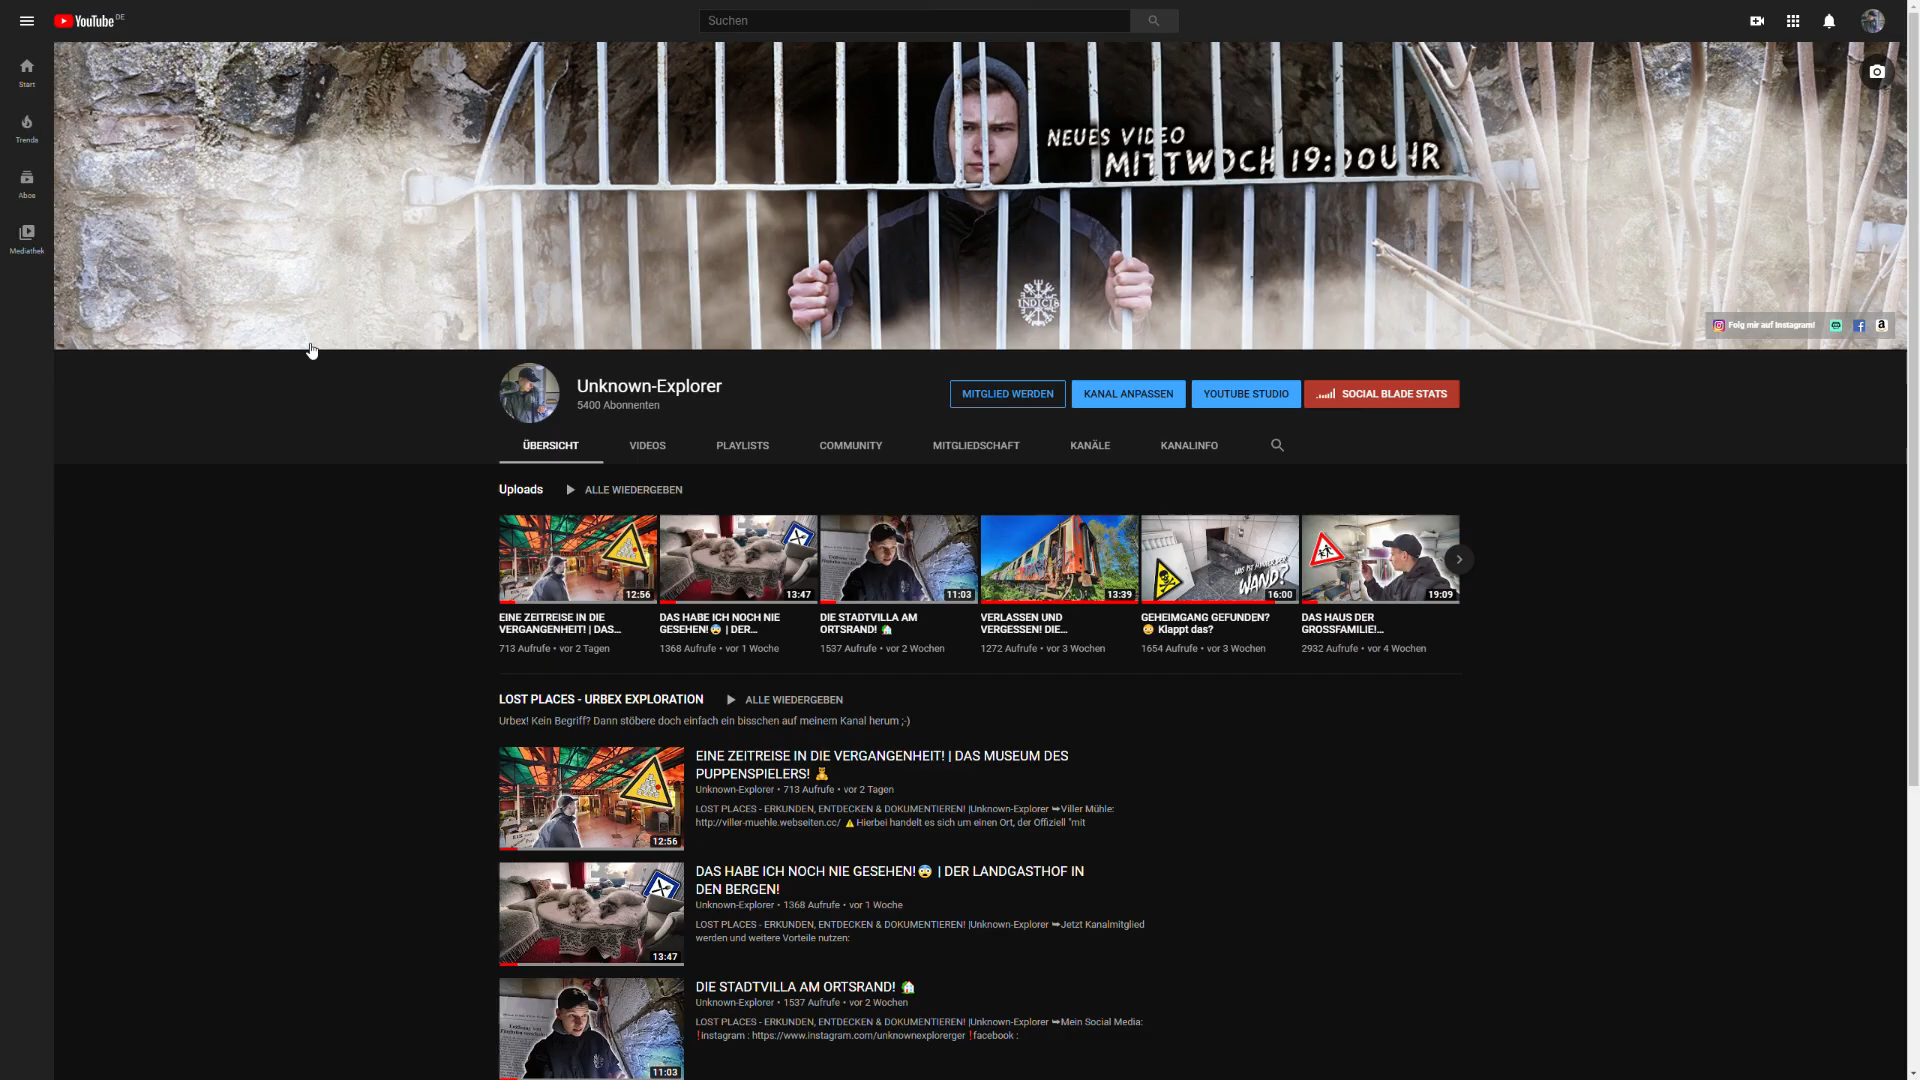 YouTube DE
Suchen
Start
Trends
Abos
Mediathek
NEUES VIDEO
MITTWOCH 19:00UHR
INDICIS
Folg mir auf Instagram!
Unknown-Explorer
5400 Abonnenten
MITGLIED WERDEN
KANAL ANPASSEN
YOUTUBE STUDIO
SOCIAL BLADE STATS
ÜBERSICHT
VIDEOS
PLAYLISTS
COMMUNITY
MITGLIEDSCHAFT
KANÄLE
KANALINFO
Uploads
ALLE WIEDERGEBEN
12:56
13:47
11:03
13:39
WAS IST HINTER DER
WAND?
16:00
19:09
EINE ZEITREISE IN DIE
VERGANGENHEIT! | DAS...
713 Aufrufe • vor 2 Tagen
DAS HABE ICH NOCH NIE
GESEHEN!😨 | DER...
1368 Aufrufe • vor 1 Woche
DIE STADTVILLA AM
ORTSRAND! 🏠
1537 Aufrufe • vor 2 Wochen
VERLASSEN UND
VERGESSEN! DIE...
1272 Aufrufe • vor 3 Wochen
GEHEIMGANG GEFUNDEN?
😳 Klappt das?
1654 Aufrufe • vor 3 Wochen
DAS HAUS DER
GROSSFAMILIE!...
2932 Aufrufe • vor 4 Wochen
LOST PLACES - URBEX EXPLORATION
ALLE WIEDERGEBEN
Urbex! Kein Begriff? Dann stöbere doch einfach ein bisschen auf meinem Kanal herum ;-)
12:56
EINE ZEITREISE IN DIE VERGANGENHEIT! | DAS MUSEUM DES
PUPPENSPIELERS! 🧸
Unknown-Explorer • 713 Aufrufe • vor 2 Tagen
LOST PLACES - ERKUNDEN, ENTDECKEN & DOKUMENTIEREN! |Unknown-Explorer ➥Viller Mühle:
http://viller-muehle.webseiten.cc/ ⚠ Hierbei handelt es sich um einen Ort, der Offiziell "mit
13:47
DAS HABE ICH NOCH NIE GESEHEN!😨 | DER LANDGASTHOF IN
DEN BERGEN!
Unknown-Explorer • 1368 Aufrufe • vor 1 Woche
LOST PLACES - ERKUNDEN, ENTDECKEN & DOKUMENTIEREN! |Unknown-Explorer ➥Jetzt Kanalmitglied
werden und weitere Vorteile nutzen:
11:03
DIE STADTVILLA AM ORTSRAND! 🏠
Unknown-Explorer • 1537 Aufrufe • vor 2 Wochen
LOST PLACES - ERKUNDEN, ENTDECKEN & DOKUMENTIEREN! |Unknown-Explorer ➥Mein Social Media:
❗instagram : https://www.instagram.com/unknownexplorerger ❗facebook :